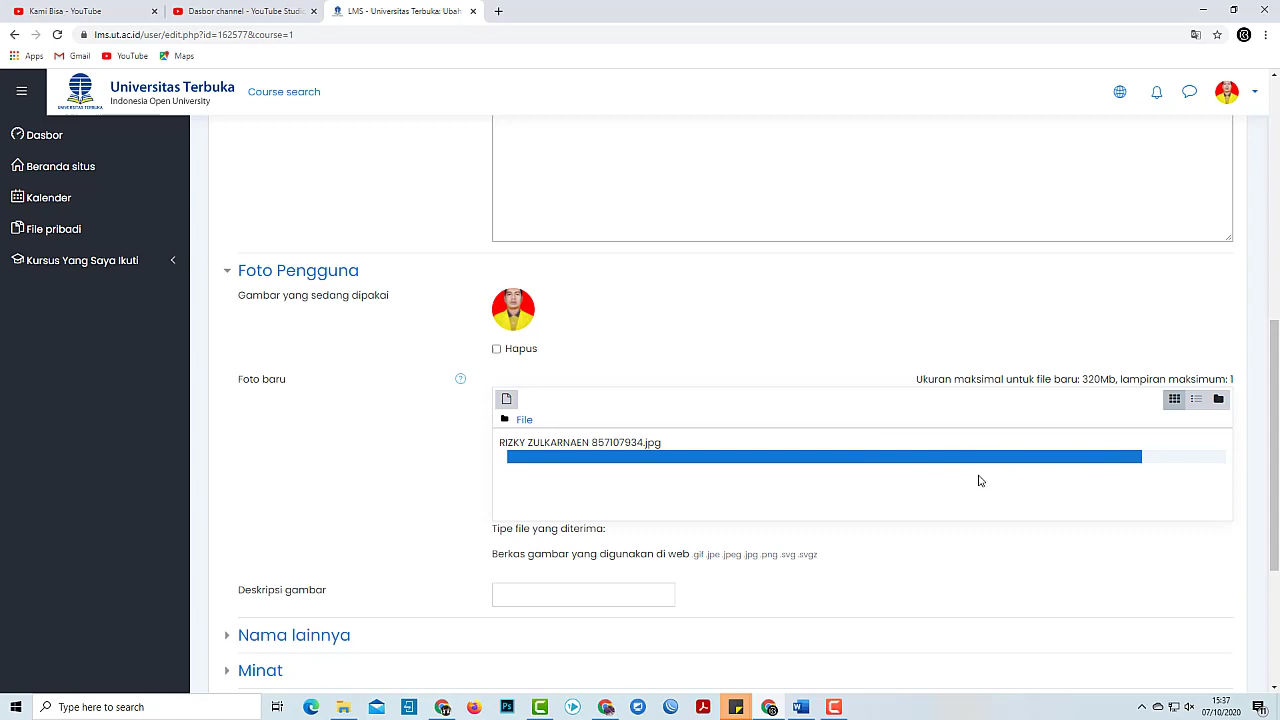 Kami Bisa - YouTube
Dasbor channel - YouTube Studio
LMS - Universitas Terbuka: Ubah
lms.ut.ac.id/user/edit.php?id=162577&course=1
Apps
Gmail
YouTube
Maps
UNIVERSITAS TERBUKA
Universitas Terbuka
Indonesia Open University
Course search
Dasbor
Beranda situs
Kalender
File pribadi
Kursus Yang Saya Ikuti
Foto Pengguna
Gambar yang sedang dipakai
Hapus
Foto baru
Ukuran maksimal untuk file baru: 320Mb, lampiran maksimum: 1
File
RIZKY ZULKARNAEN 857107934.jpg
Tipe file yang diterima:
Berkas gambar yang digunakan di web .gif .jpe .jpeg .jpg .png .svg .svgz
Deskripsi gambar
Nama lainnya
Minat
Type here to search
15:37
07/10/2020